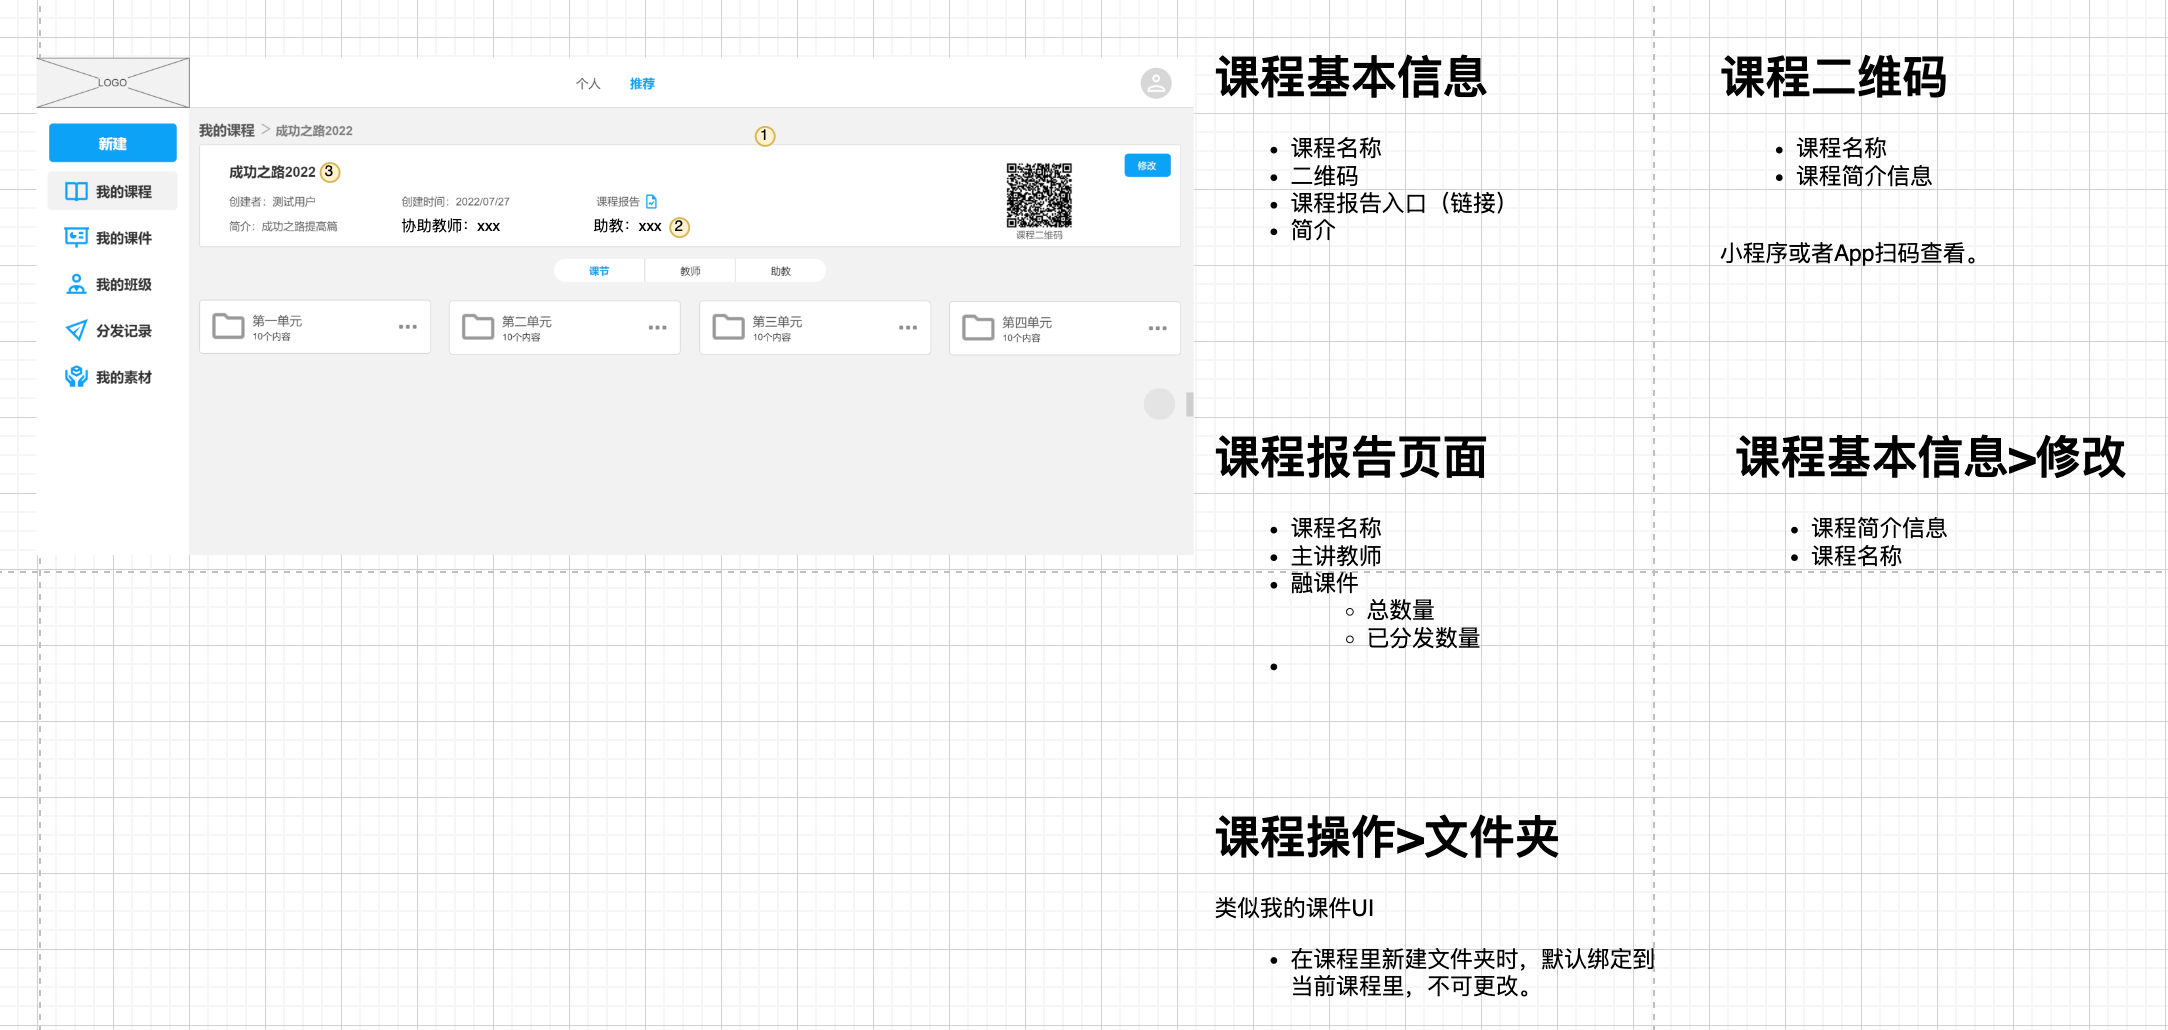 LOGO
个人
推荐
新建
我的课程
我的课件
我的班级
分发记录
我的素材
我的课程 > 成功之路2022
1
成功之路2022
3
修改
创建者：测试用户
创建时间：2022/07/27
课程报告
简介：成功之路提高篇
协助教师：xxx
助教：xxx
2
课程二维码
课节
教师
助教
第一单元
10个内容
第二单元
10个内容
第三单元
10个内容
第四单元
10个内容
课程基本信息
• 课程名称
• 二维码
• 课程报告入口（链接）
• 简介
课程二维码
• 课程名称
• 课程简介信息
小程序或者App扫码查看。
课程报告页面
• 课程名称
• 主讲教师
• 融课件
◦ 总数量
◦ 已分发数量
•
课程基本信息>修改
• 课程简介信息
• 课程名称
课程操作>文件夹
类似我的课件UI
• 在课程里新建文件夹时，默认绑定到
当前课程里，不可更改。